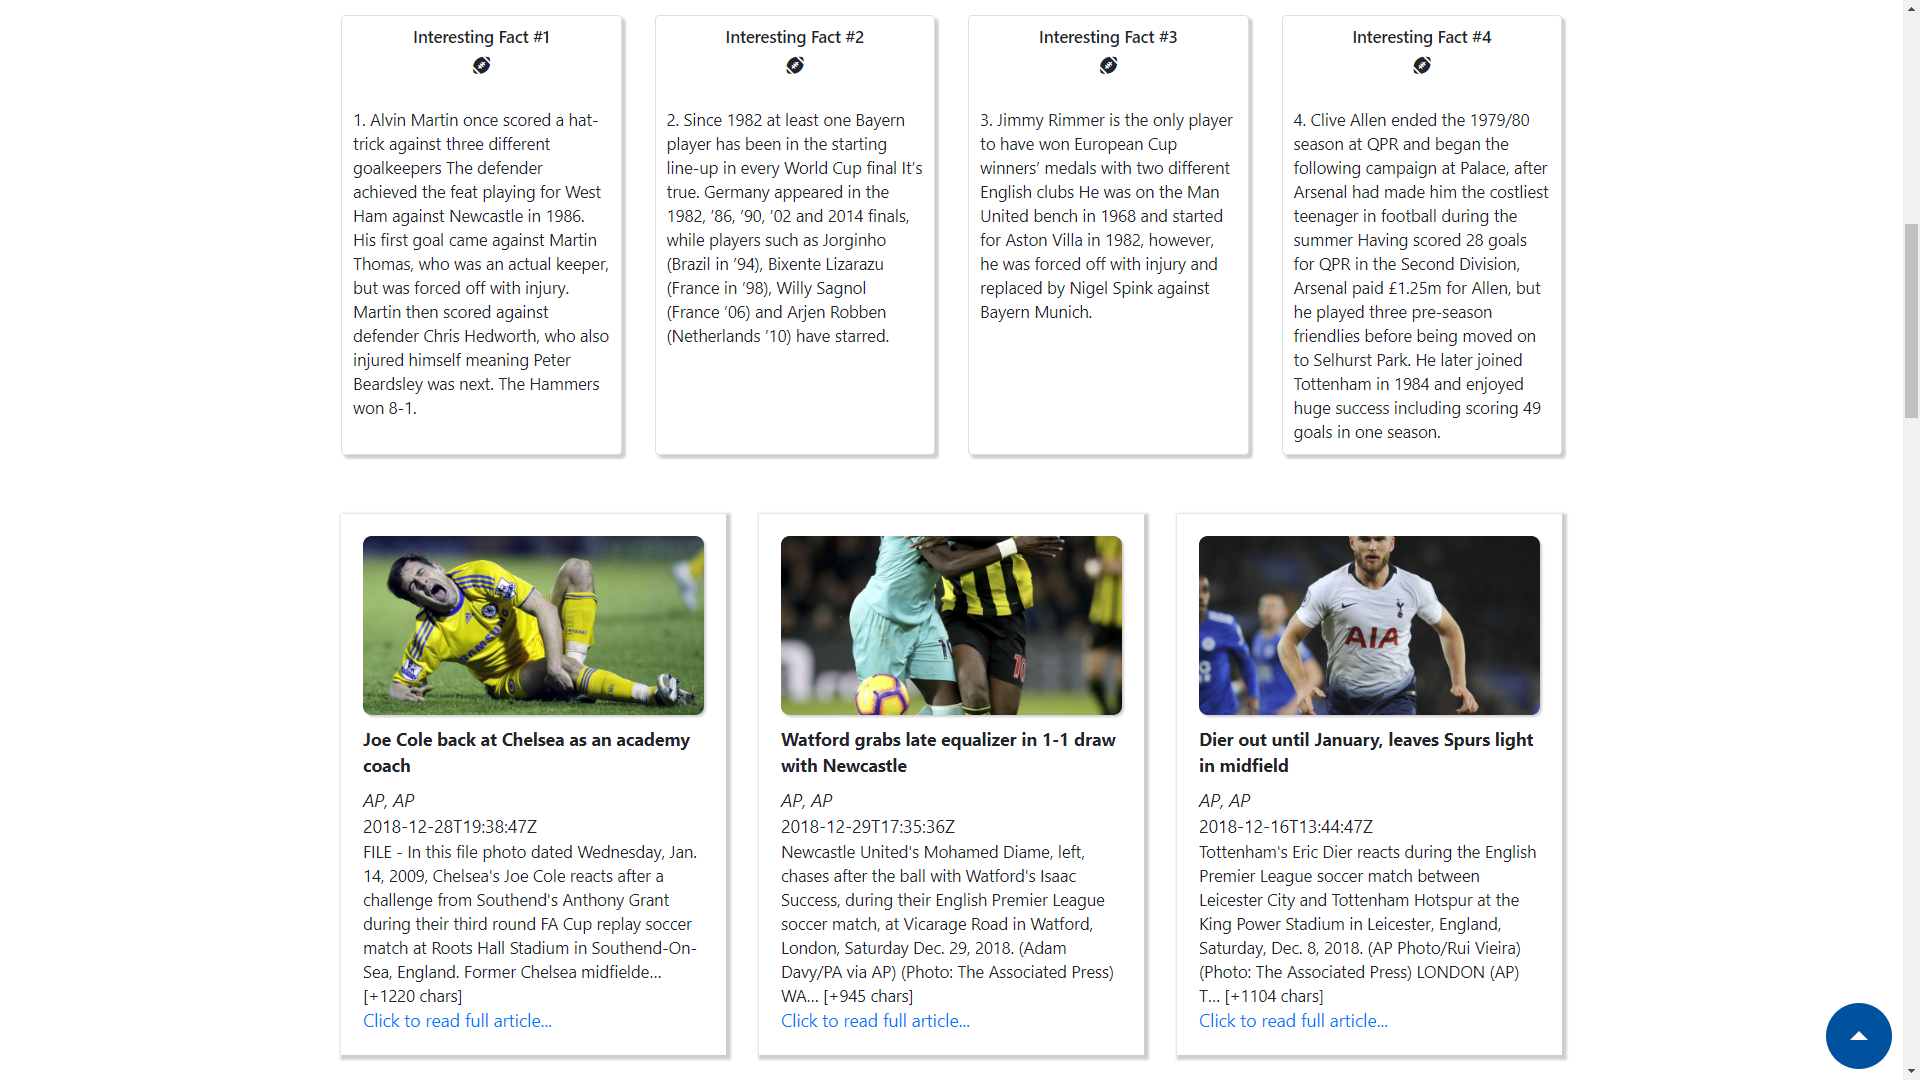 Interesting Fact #1
1. Alvin Martin once scored a hat-
trick against three different
goalkeepers The defender
achieved the feat playing for West
Ham against Newcastle in 1986.
His first goal came against Martin
Thomas, who was an actual keeper,
but was forced off with injury.
Martin then scored against
defender Chris Hedworth, who also
injured himself meaning Peter
Beardsley was next. The Hammers
won 8-1.
Interesting Fact #2
2. Since 1982 at least one Bayern
player has been in the starting
line-up in every World Cup final It’s
true. Germany appeared in the
1982, ’86, ’90, ’02 and 2014 finals,
while players such as Jorginho
(Brazil in ’94), Bixente Lizarazu
(France in ’98), Willy Sagnol
(France ’06) and Arjen Robben
(Netherlands ’10) have starred.
Interesting Fact #3
3. Jimmy Rimmer is the only player
to have won European Cup
winners’ medals with two different
English clubs He was on the Man
United bench in 1968 and started
for Aston Villa in 1982, however,
he was forced off with injury and
replaced by Nigel Spink against
Bayern Munich.
Interesting Fact #4
4. Clive Allen ended the 1979/80
season at QPR and began the
following campaign at Palace, after
Arsenal had made him the costliest
teenager in football during the
summer Having scored 28 goals
for QPR in the Second Division,
Arsenal paid £1.25m for Allen, but
he played three pre-season
friendlies before being moved on
to Selhurst Park. He later joined
Tottenham in 1984 and enjoyed
huge success including scoring 49
goals in one season.
SAMSUNG
Joe Cole back at Chelsea as an academy
coach
AP, AP
2018-12-28T19:38:47Z
FILE - In this file photo dated Wednesday, Jan.
14, 2009, Chelsea's Joe Cole reacts after a
challenge from Southend's Anthony Grant
during their third round FA Cup replay soccer
match at Roots Hall Stadium in Southend-On-
Sea, England. Former Chelsea midfielde…
[+1220 chars]
Click to read full article...
10
16
Watford grabs late equalizer in 1-1 draw
with Newcastle
AP, AP
2018-12-29T17:35:36Z
Newcastle United's Mohamed Diame, left,
chases after the ball with Watford's Isaac
Success, during their English Premier League
soccer match, at Vicarage Road in Watford,
London, Saturday Dec. 29, 2018. (Adam
Davy/PA via AP) (Photo: The Associated Press)
WA… [+945 chars]
Click to read full article...
AIA
Dier out until January, leaves Spurs light
in midfield
AP, AP
2018-12-16T13:44:47Z
Tottenham's Eric Dier reacts during the English
Premier League soccer match between
Leicester City and Tottenham Hotspur at the
King Power Stadium in Leicester, England,
Saturday, Dec. 8, 2018. (AP Photo/Rui Vieira)
(Photo: The Associated Press) LONDON (AP)
T… [+1104 chars]
Click to read full article...